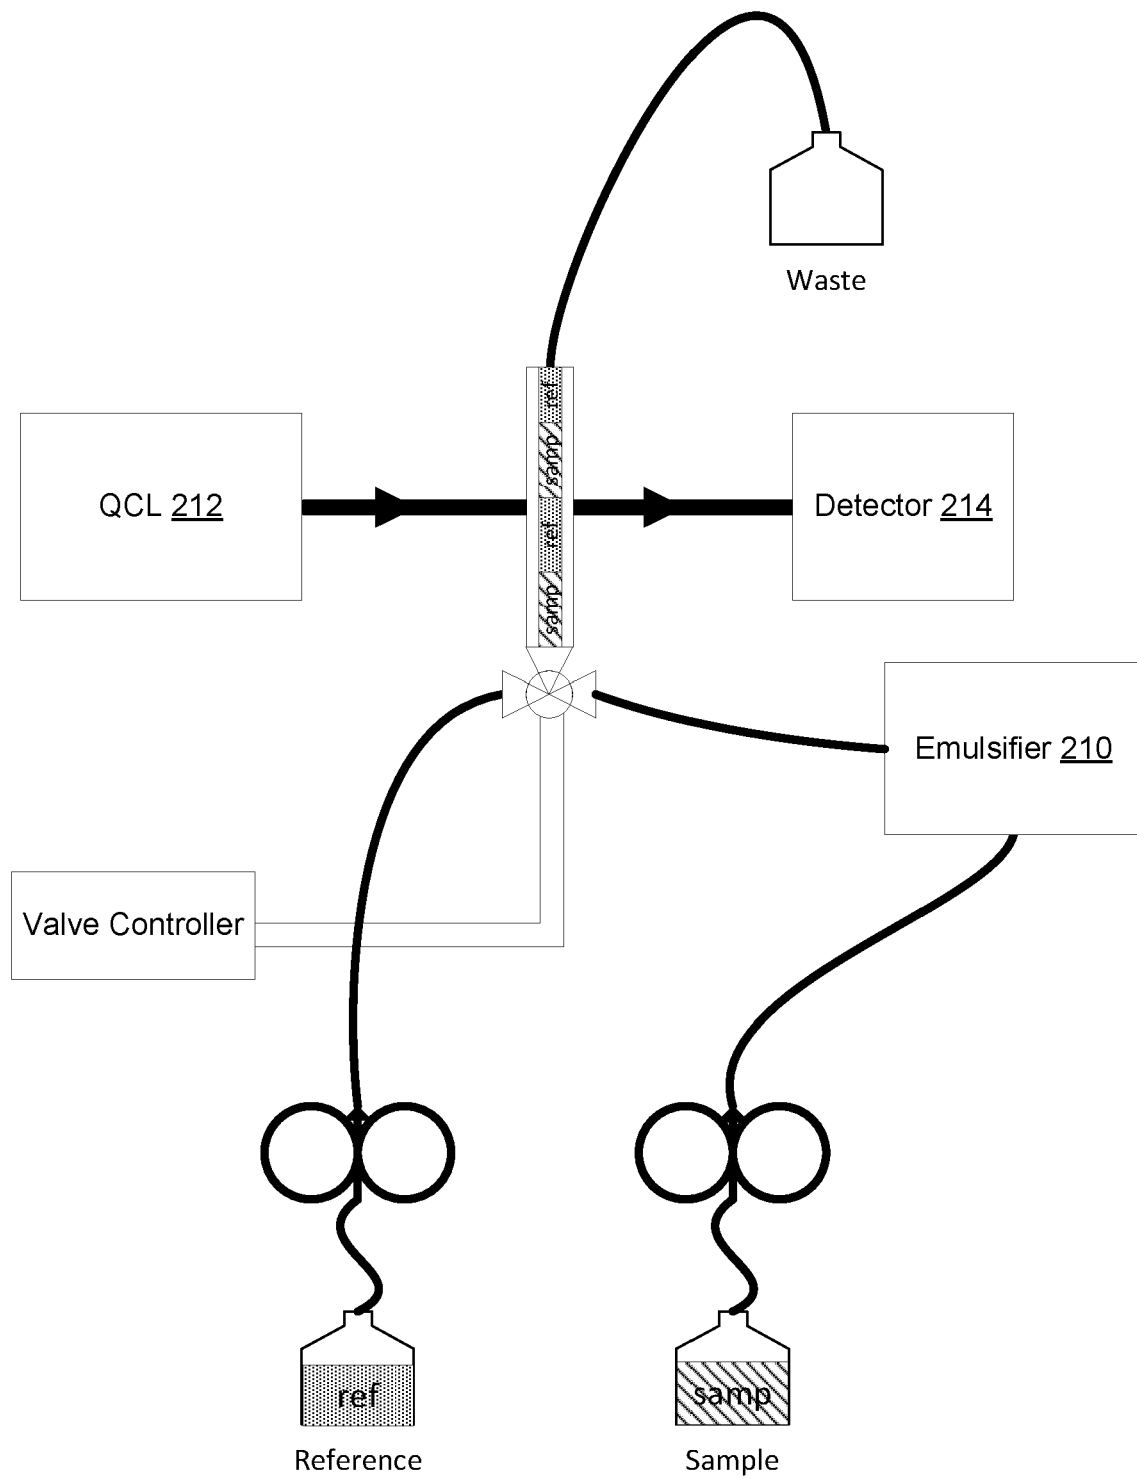 Waste
ref
samp
ref
samp
QCL 212
Detector 214
Emulsifier 210
Valve Controller
ref
samp
Reference
Sample